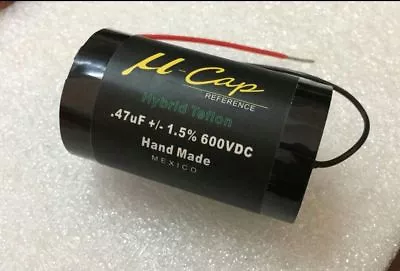 µ-Cap
REFERENCE
Hybrid Teflon
.47uF +/- 1.5% 600VDC
Hand Made
MEXICO